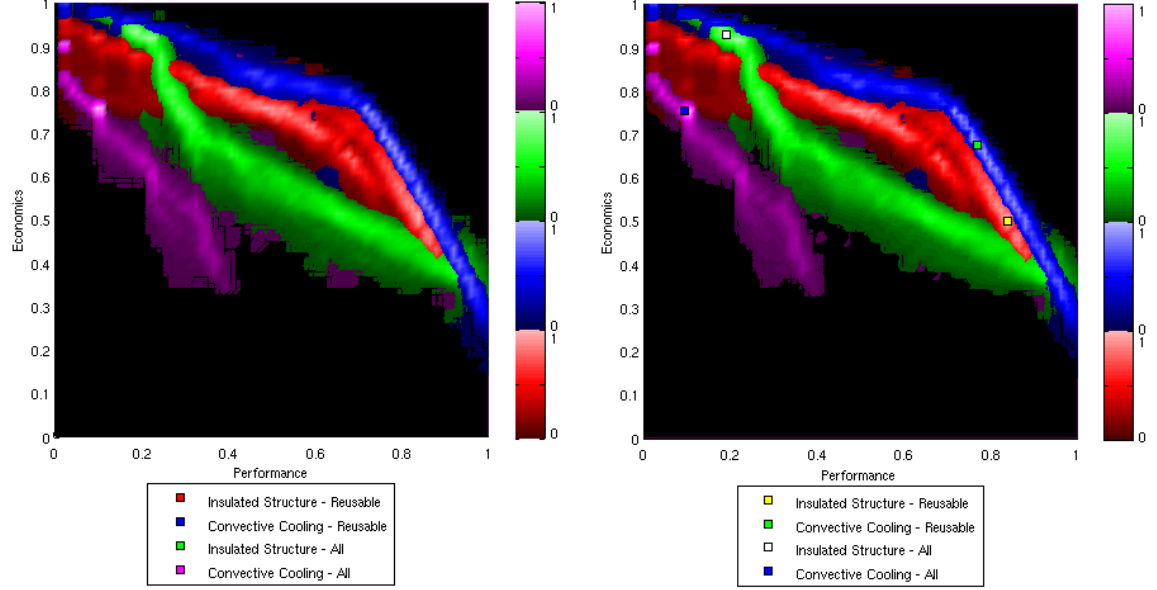 1
0.9
0.8
0.7
0.6
0.5
0.4
0.3
0.2
0.1
0
Economics
0 0.2 0.4 0.6 0.8 1
Performance
1
0
1
0
1
0
1
0
Insulated Structure - Reusable
Convective Cooling - Reusable
Insulated Structure - All
Convective Cooling - All
1
0.9
0.8
0.7
0.6
0.5
0.4
0.3
0.2
0.1
0
Economics
0 0.2 0.4 0.6 0.8 1
Performance
1
0
1
0
1
0
1
0
Insulated Structure - Reusable
Convective Cooling - Reusable
Insulated Structure - All
Convective Cooling - All